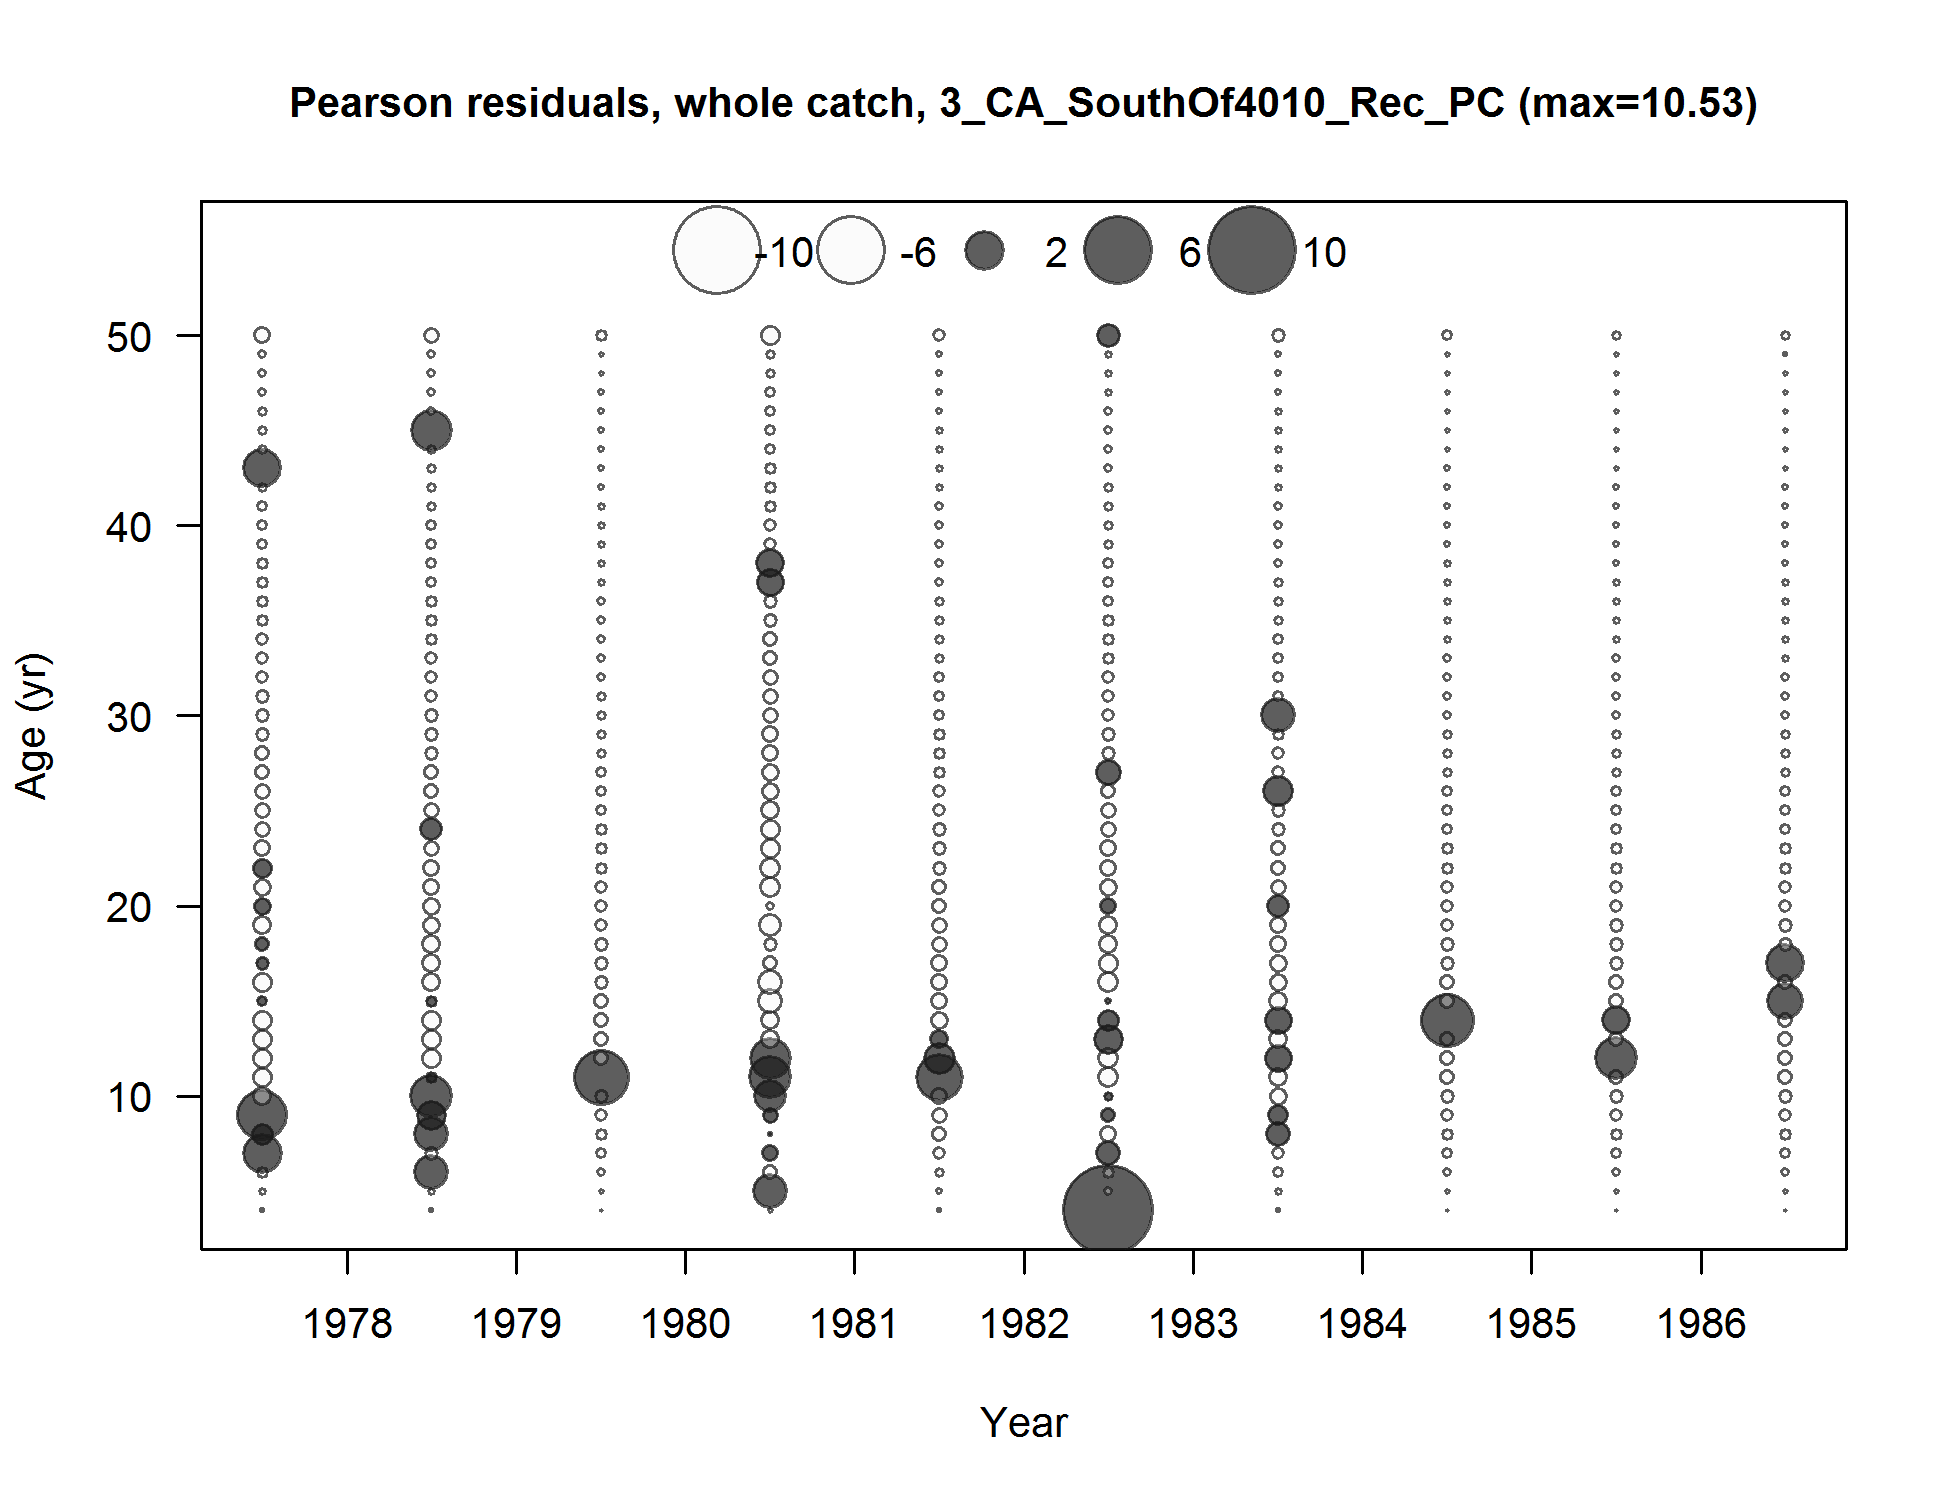 Pearson residuals, whole catch, 3_CA_SouthOf4010_Rec_PC (max=10.53)
-10 -6 2 6 10
50
40
30
20
10
Age (yr)
1978 1979 1980 1981 1982 1983 1984 1985 1986
Year